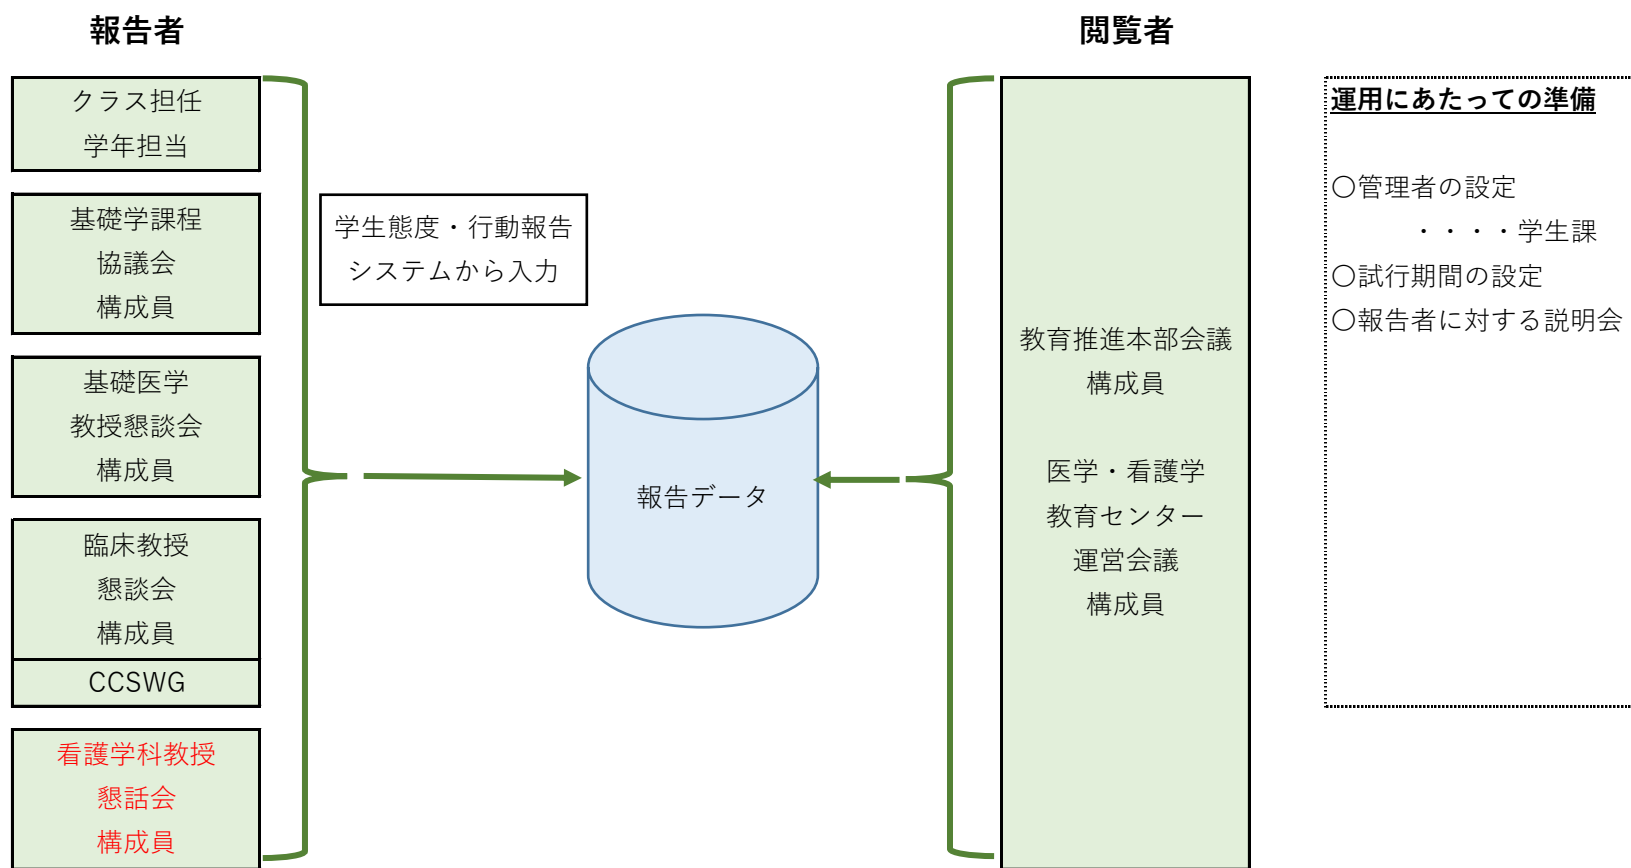 報告者
クラス担任
学年担当
基礎学課程
協議会
構成員
基礎医学
教授懇談会
構成員
臨床教授
懇談会
構成員
CCSWG
看護学科教授
懇話会
構成員
学生態度・行動報告
システムから入力
報告データ
閲覧者
教育推進本部会議
構成員
医学・看護学
教育センター
運営会議
構成員
運用にあたっての準備
〇管理者の設定
・・・・学生課
〇試行期間の設定
〇報告者に対する説明会